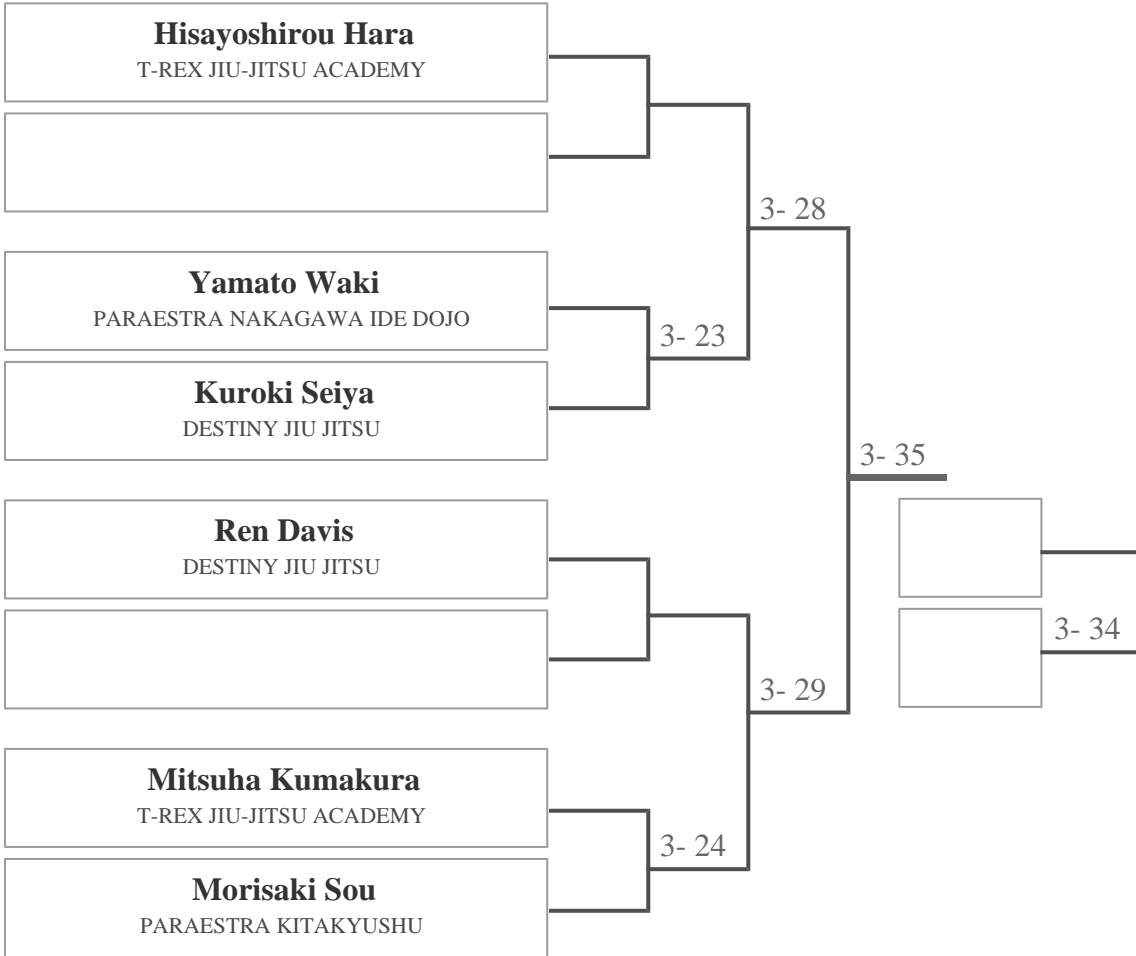 Hisayoshirou Hara
T-REX JIU-JITSU ACADEMY
3- 28
Yamato Waki
PARAESTRA NAKAGAWA IDE DOJO
3- 23
Kuroki Seiya
DESTINY JIU JITSU
3- 35
Ren Davis
DESTINY JIU JITSU
3- 34
3- 29
Mitsuha Kumakura
T-REX JIU-JITSU ACADEMY
3- 24
Morisaki Sou
PARAESTRA KITAKYUSHU